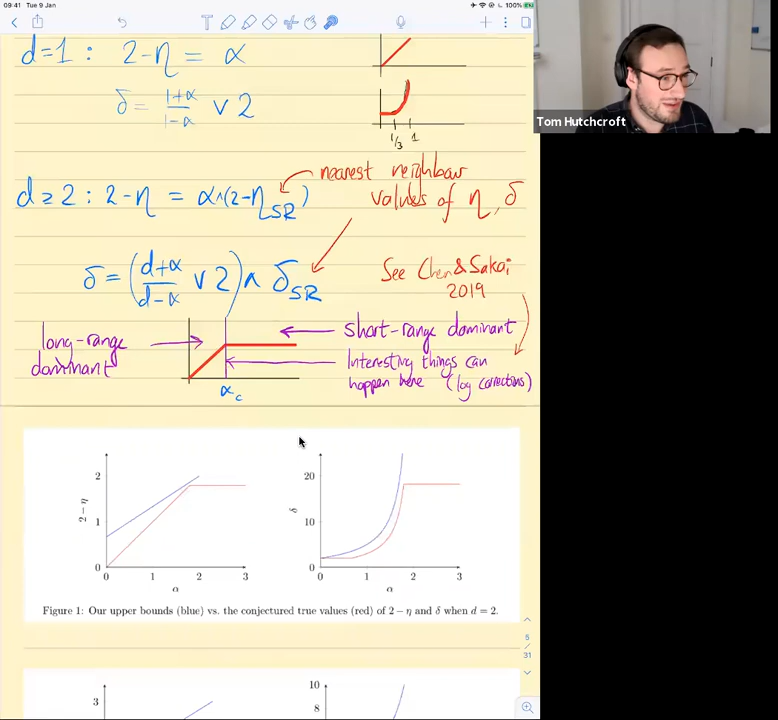 09:41 Tue 9 Jan
100%
d=1 : 2-η = α
δ = 1+α/1-α ∨ 2
1/3 1
nearest neighbour
values of η, δ
d≥2 : 2-η = α∧(2-η_SR)
δ = (d+α/d-α ∨ 2) ∧ δ_SR
See Chen & Sakai
2019
long-range
dominant
short-range dominant
Interesting things can
happen here (log corrections)
α_c
Tom Hutchcroft
2
1
0
2 − η
0 1 2 3
α
20
10
0
δ
0 1 2 3
α
Figure 1: Our upper bounds (blue) vs. the conjectured true values (red) of 2 − η and δ when d = 2.
5
/
31
3
10
8